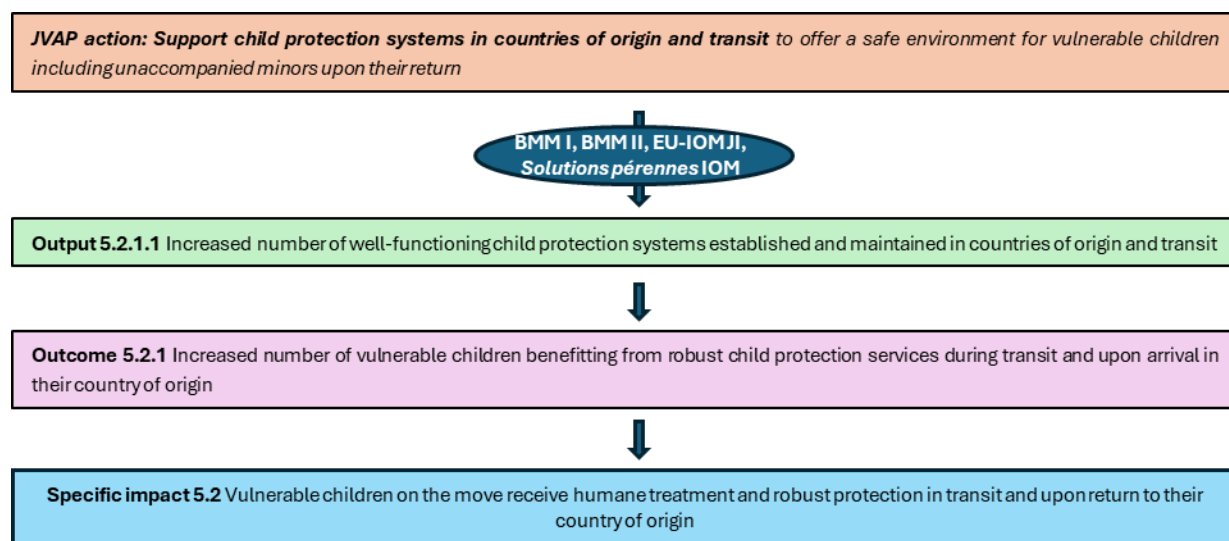 JVAP action: Support child protection systems in countries of origin and transit to offer a safe environment for vulnerable children
including unaccompanied minors upon their return
BMM I, BMM II, EU-IOM JI,
Solutions pérennes IOM
Output 5.2.1.1 Increased number of well-functioning child protection systems established and maintained in countries of origin and transit
Outcome 5.2.1 Increased number of vulnerable children benefitting from robust child protection services during transit and upon arrival in
their country of origin
Specific impact 5.2 Vulnerable children on the move receive humane treatment and robust protection in transit and upon return to their
country of origin